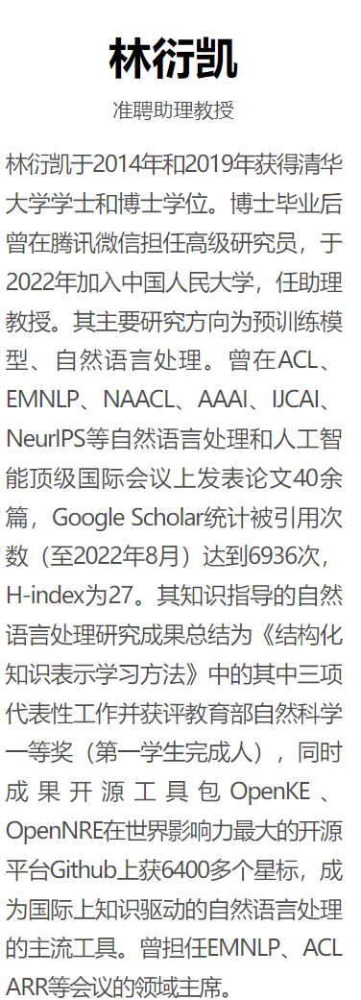 林衍凯
准聘助理教授
林衍凯于2014年和2019年获得清华
大学学士和博士学位。博士毕业后
曾在腾讯微信担任高级研究员，于
2022年加入中国人民大学，任助理
教授。其主要研究方向为预训练模
型、自然语言处理。曾在ACL、
EMNLP、NAACL、AAAI、IJCAI、
NeurIPS等自然语言处理和人工智
能顶级国际会议上发表论文40余
篇，Google Scholar统计被引用次
数（至2022年8月）达到6936次，
H-index为27。其知识指导的自然
语言处理研究成果总结为《结构化
知识表示学习方法》中的其中三项
代表性工作并获评教育部自然科学
一等奖（第一学生完成人），同时
成果开源工具包OpenKE、
OpenNRE在世界影响力最大的开源
平台Github上获6400多个星标，成
为国际上知识驱动的自然语言处理
的主流工具。曾担任EMNLP、ACL
ARR等会议的领域主席。